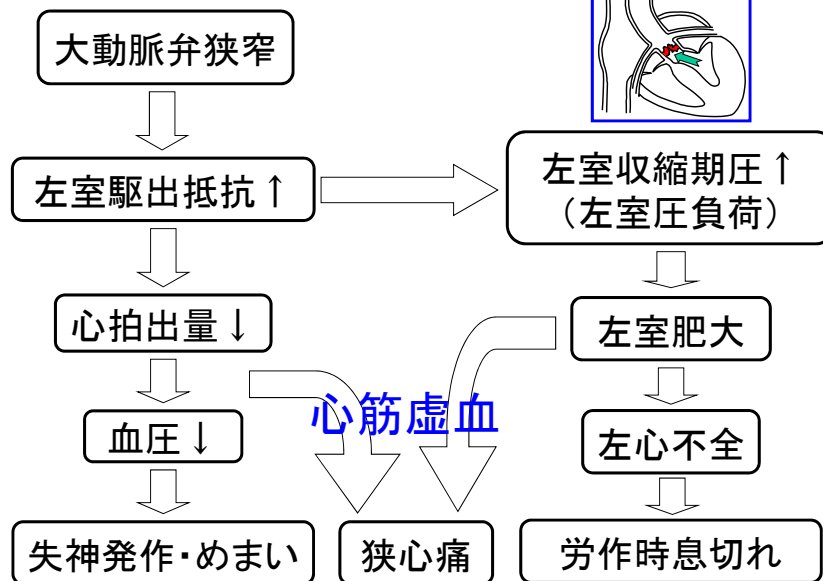 大動脈弁狭窄
左室駆出抵抗↑
左室収縮期圧↑
（左室圧負荷）
心拍出量↓
左室肥大
心筋虚血
血圧↓
左心不全
失神発作・めまい
狭心痛
労作時息切れ